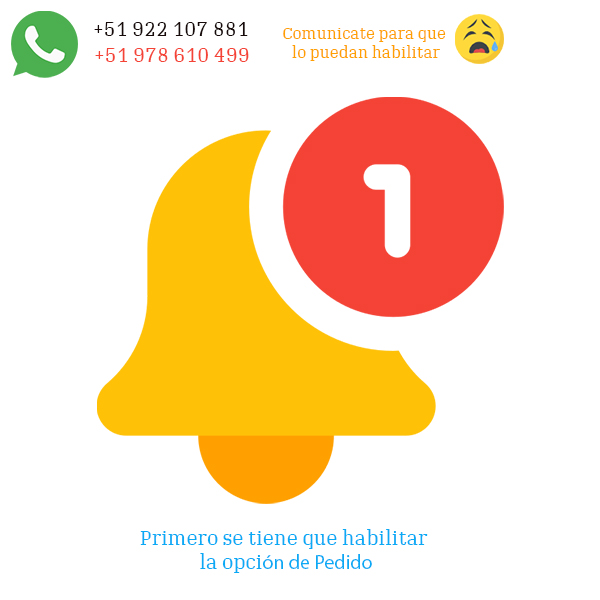 +51 922 107 881
+51 978 610 499
Comunicate para que
lo puedan habilitar
1
Primero se tiene que habilitar
la opción de Pedido